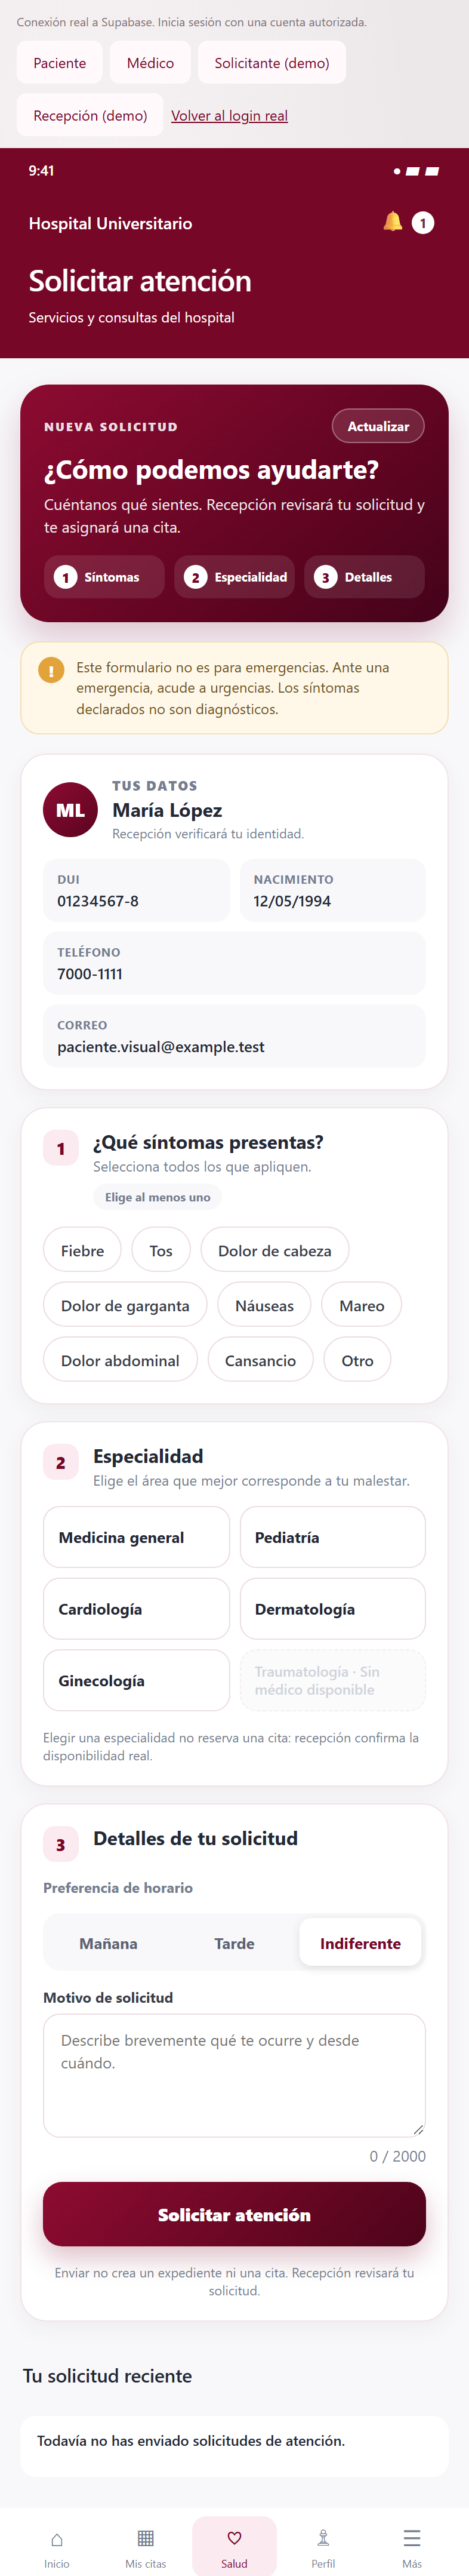 Conexión real a Supabase. Inicia sesión con una cuenta autorizada.
Paciente
Médico
Solicitante (demo)
Recepción (demo)
Volver al login real
9:41
Hospital Universitario
1
Solicitar atención
Servicios y consultas del hospital
NUEVA SOLICITUD
Actualizar
¿Cómo podemos ayudarte?
Cuéntanos qué sientes. Recepción revisará tu solicitud y
te asignará una cita.
1 Síntomas
2 Especialidad
3 Detalles
!
Este formulario no es para emergencias. Ante una
emergencia, acude a urgencias. Los síntomas
declarados no son diagnósticos.
ML
TUS DATOS
María López
Recepción verificará tu identidad.
DUI
01234567-8
NACIMIENTO
12/05/1994
TELÉFONO
7000-1111
CORREO
paciente.visual@example.test
1
¿Qué síntomas presentas?
Selecciona todos los que apliquen.
Elige al menos uno
Fiebre
Tos
Dolor de cabeza
Dolor de garganta
Náuseas
Mareo
Dolor abdominal
Cansancio
Otro
2
Especialidad
Elige el área que mejor corresponde a tu malestar.
Medicina general
Pediatría
Cardiología
Dermatología
Ginecología
Traumatología · Sin
médico disponible
Elegir una especialidad no reserva una cita: recepción confirma la
disponibilidad real.
3
Detalles de tu solicitud
Preferencia de horario
Mañana
Tarde
Indiferente
Motivo de solicitud
Describe brevemente qué te ocurre y desde
cuándo.
0 / 2000
Solicitar atención
Enviar no crea un expediente ni una cita. Recepción revisará tu
solicitud.
Tu solicitud reciente
Todavía no has enviado solicitudes de atención.
Inicio
Mis citas
Salud
Perfil
Más